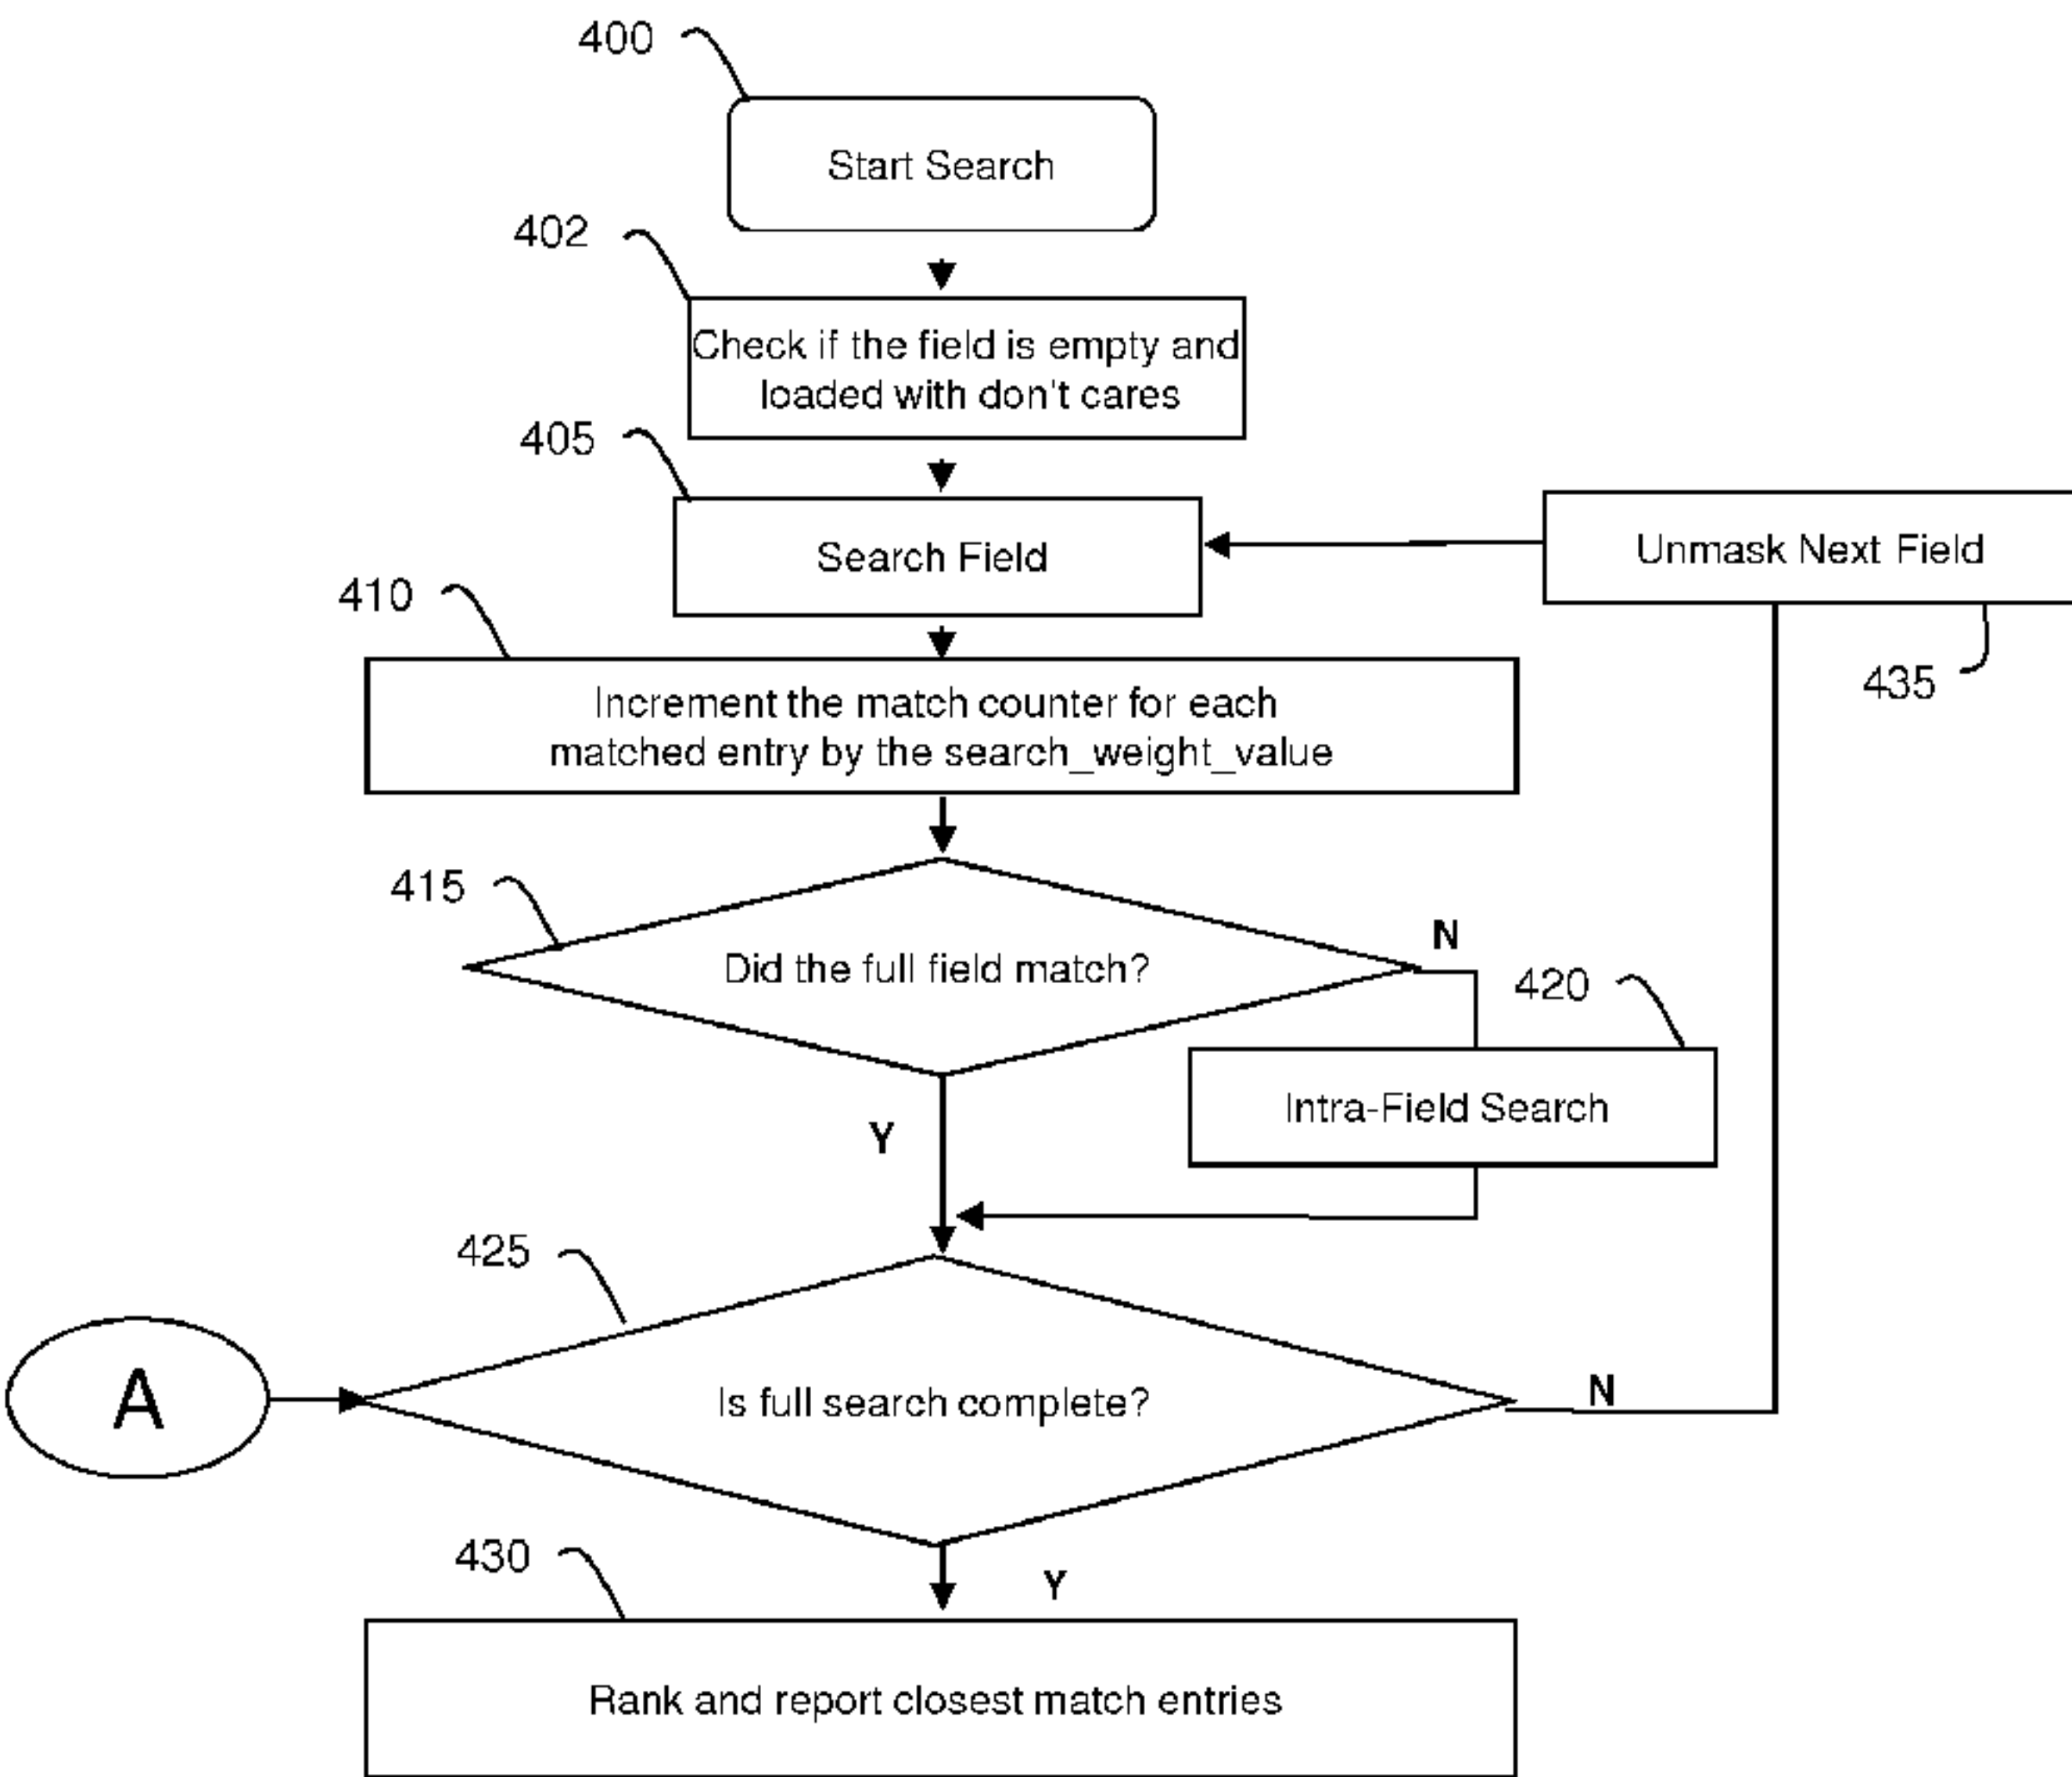 400
Start Search
402
Check if the field is empty and
loaded with don't cares
405
Search Field
Unmask Next Field
435
410
Increment the match counter for each
matched entry by the search_weight_value
415
Did the full field match?
N
420
Intra-Field Search
Y
425
A
Is full search complete?
N
430
Y
Rank and report closest match entries